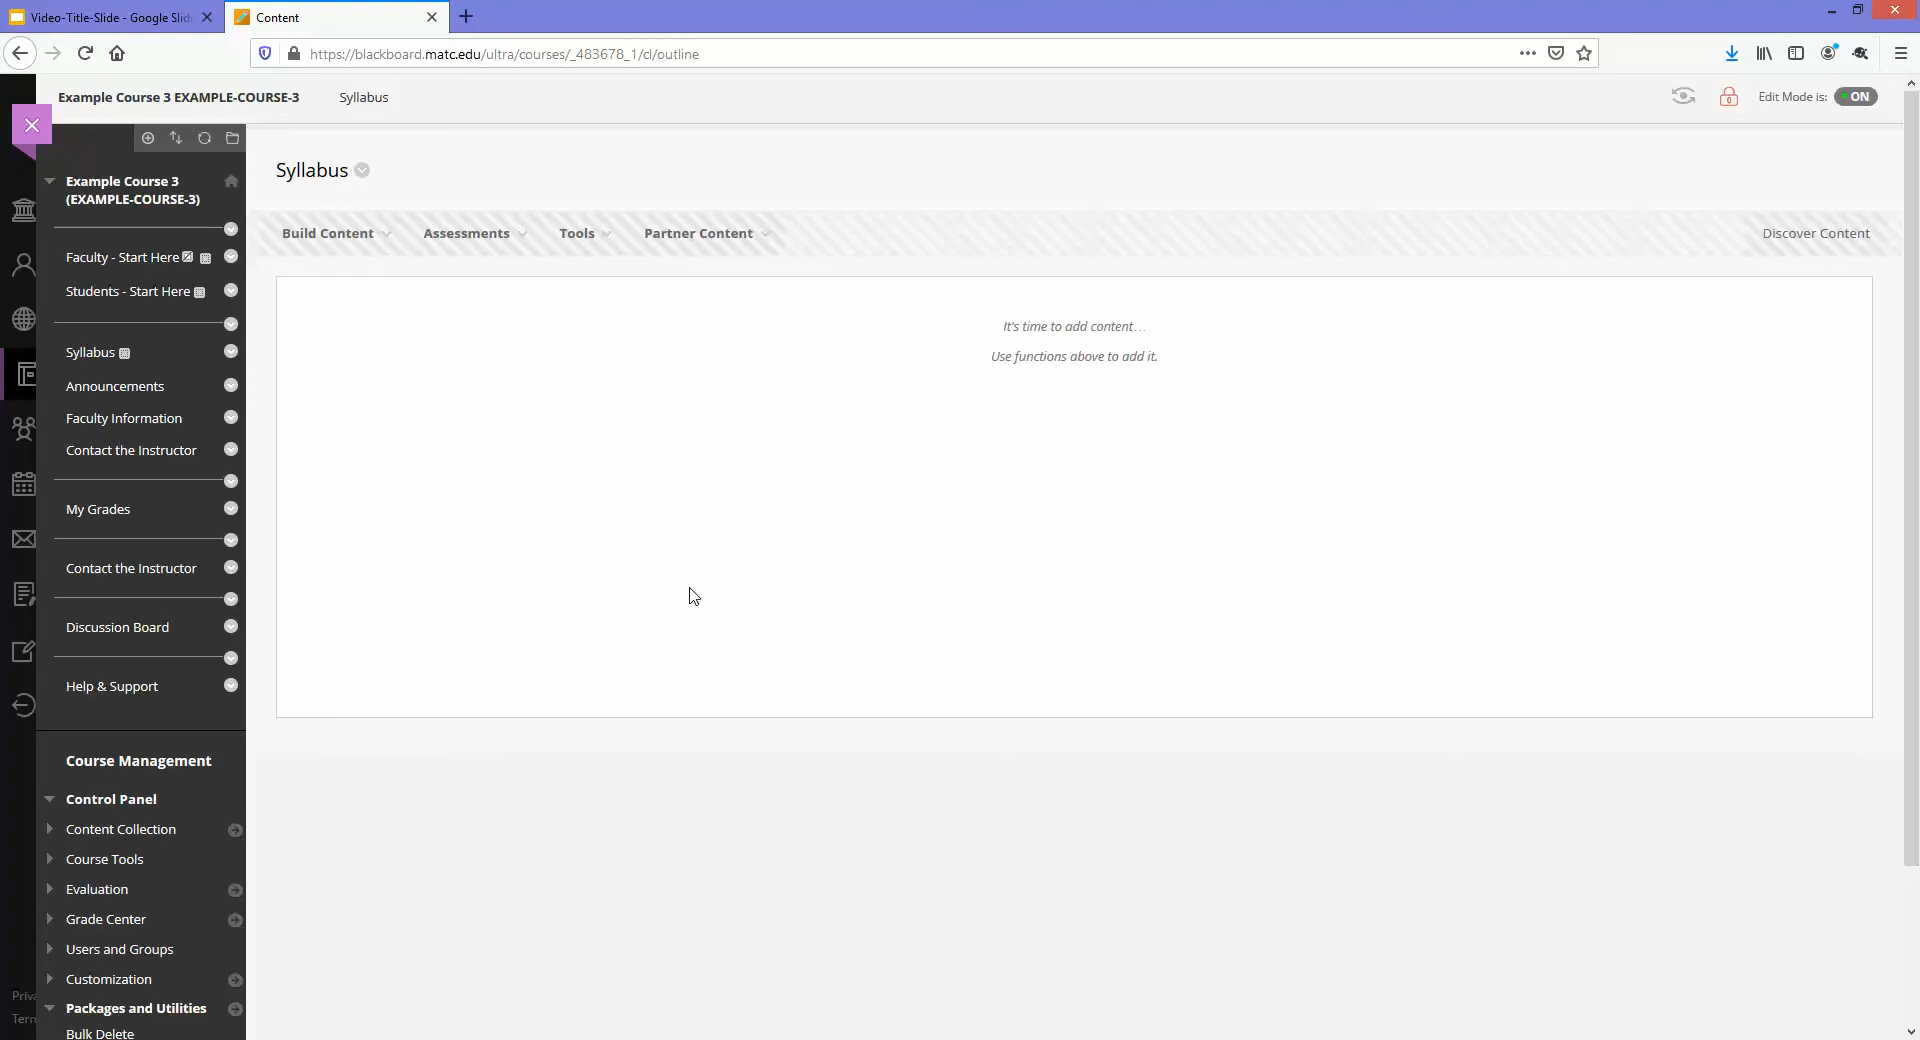 Video-Title-Slide - Google Slid
Content
https://blackboard.matc.edu/ultra/courses/_483678_1/cl/outline
Example Course 3 EXAMPLE-COURSE-3
Syllabus
Edit Mode is:
ON
Example Course 3
(EXAMPLE-COURSE-3)
Faculty - Start Here
Students - Start Here
Syllabus
Announcements
Faculty Information
Contact the Instructor
My Grades
Contact the Instructor
Discussion Board
Help & Support
Course Management
Control Panel
Content Collection
Course Tools
Evaluation
Grade Center
Users and Groups
Customization
Packages and Utilities
Bulk Delete
Priva
Term
Syllabus
Build Content
Assessments
Tools
Partner Content
Discover Content
It's time to add content…
Use functions above to add it.